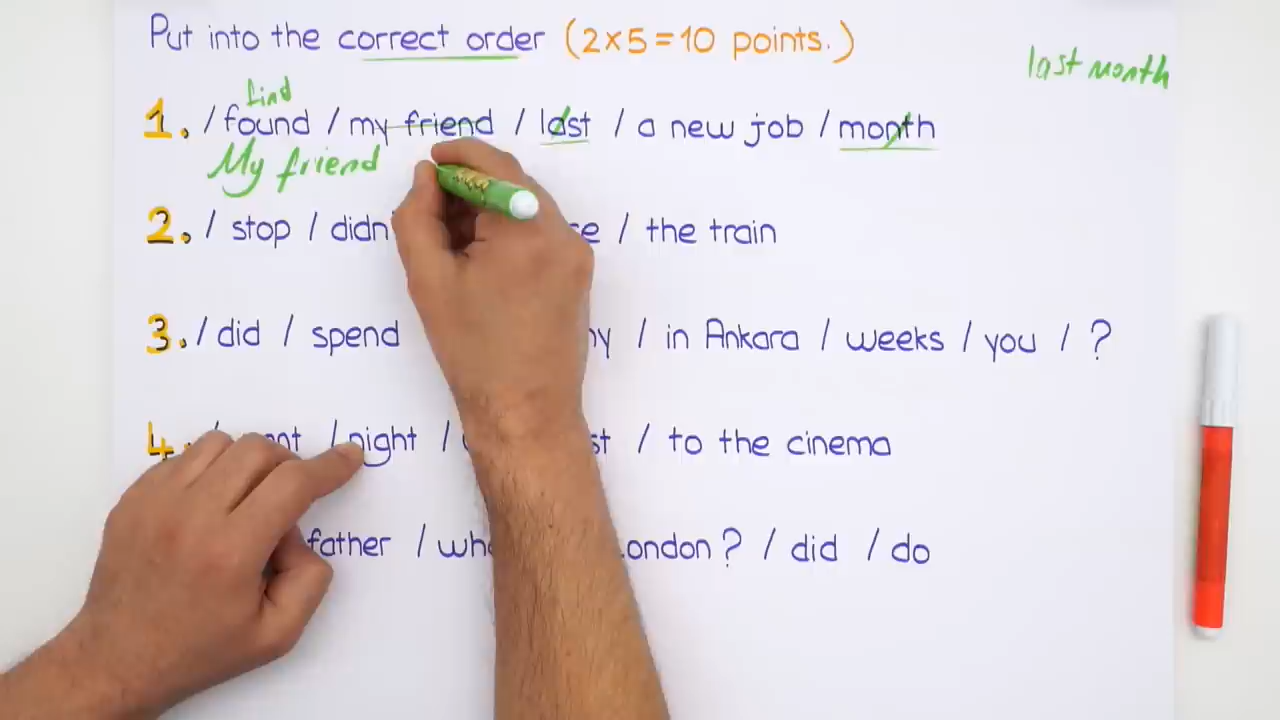 Put into the correct order (2x5=10 points.)
last month
find
1. / found / my friend / last / a new job / month
My friend
2. / stop / didn / the train
3. / did / spend / in Ankara / weeks / you / ?
4. / night / / to the cinema
father / / did / do